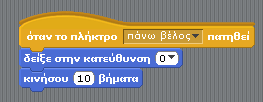 όταν το πλήκτρο πάνω βέλος πατηθεί
δείξε στην κατεύθυνση 0
κινήσου 10 βήματα